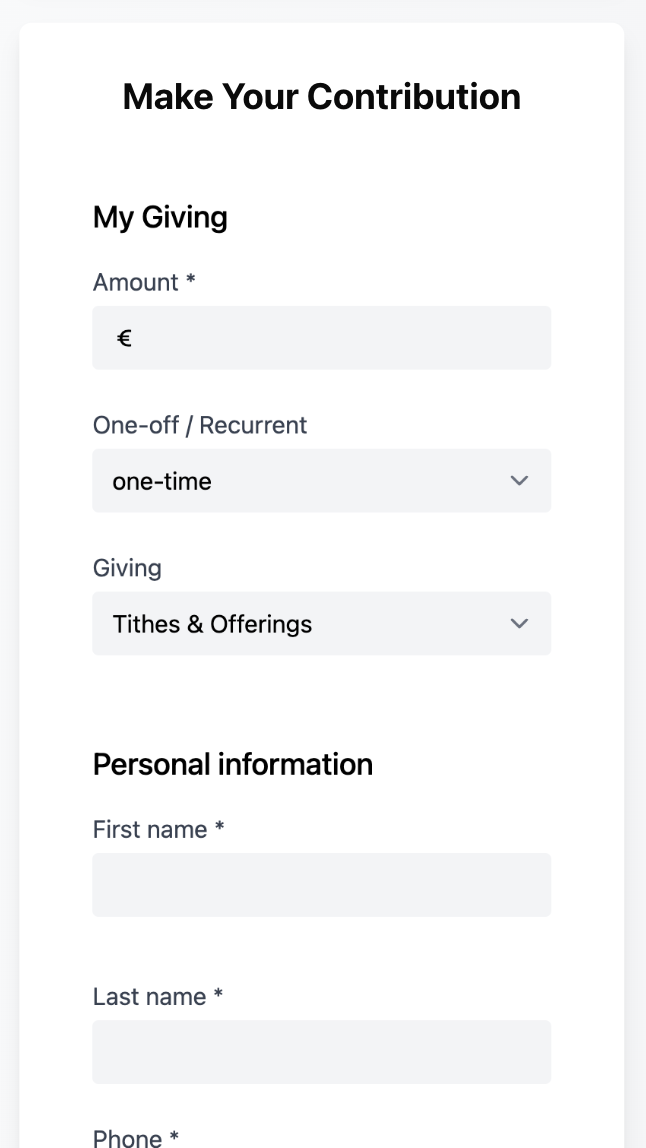 Make Your Contribution
My Giving
Amount *
€
One-off / Recurrent
one-time
Giving
Tithes & Offerings
Personal information
First name *
Last name *
Phone *